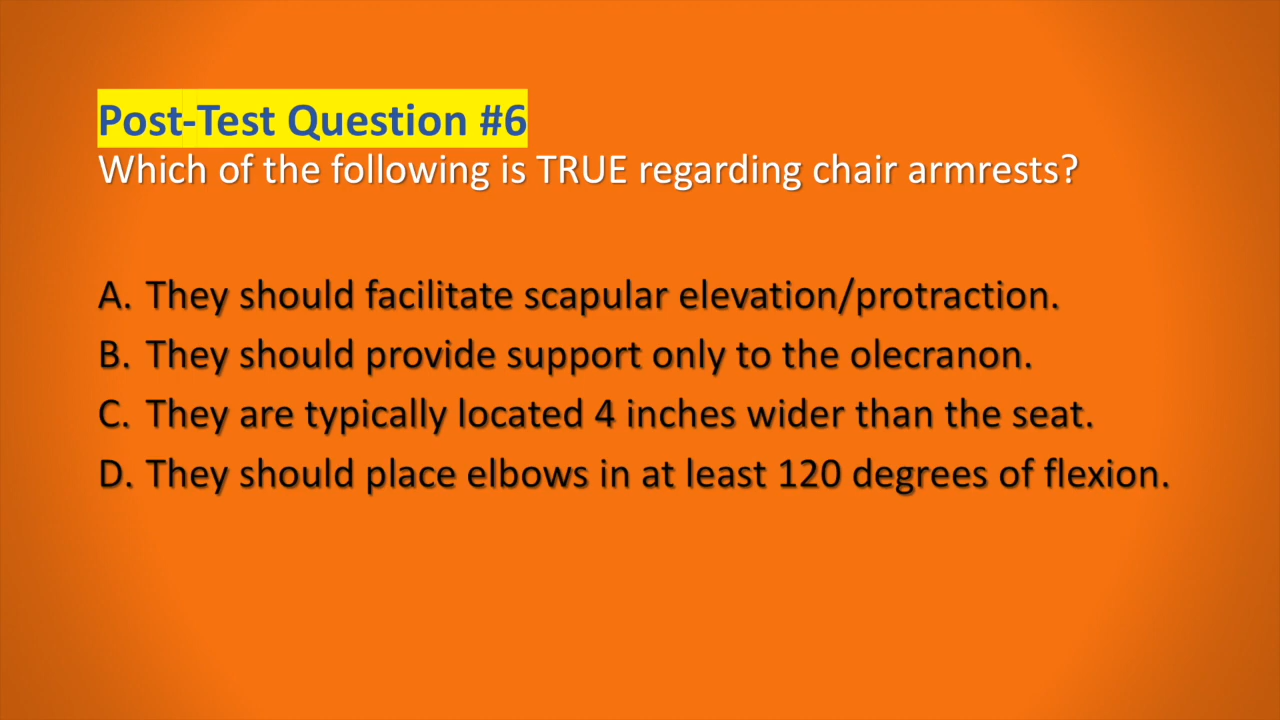 Post-Test Question #6
Which of the following is TRUE regarding chair armrests?
A. They should facilitate scapular elevation/protraction.
B. They should provide support only to the olecranon.
C. They are typically located 4 inches wider than the seat.
D. They should place elbows in at least 120 degrees of flexion.